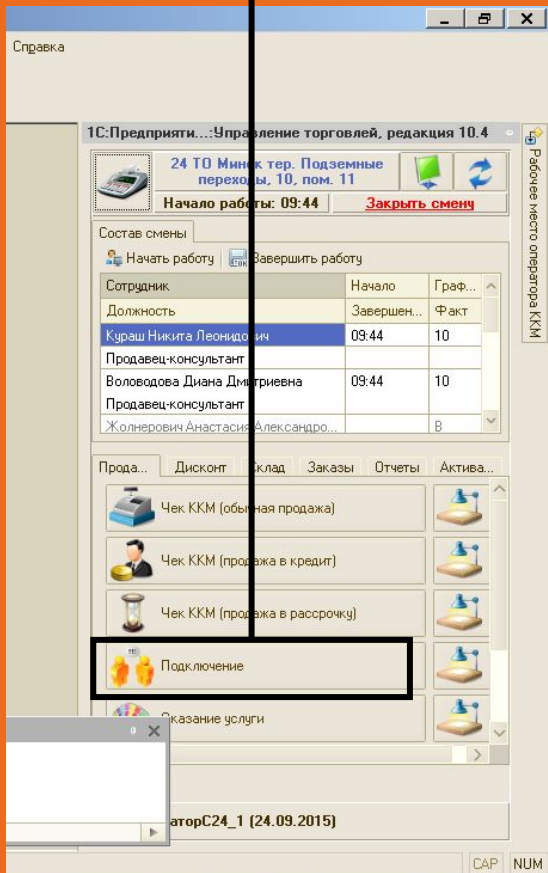 Справка
1С:Предприяти...:Управление торговлей, редакция 10.4
24 ТО Минск тер. Подземные
переходы, 10, пом. 11
Начало работы: 09:44 Закрыть смену
Состав смены
Начать работу Завершить работу
Сотрудник Начало Граф...
Должность Завершен... Факт
Кураш Никита Леонидович 09:44 10
Продавец-консультант
Воловодова Диана Дмитриевна 09:44 10
Продавец-консультант
Жолнерович Анастасия Александро... В
Прода... Дисконт Склад Заказы Отчеты Актива...
Чек ККМ (обычная продажа)
Чек ККМ (продажа в кредит)
Чек ККМ (продажа в рассрочку)
Подключение
Оказание услуги
аторС24_1 (24.09.2015)
CAP NUM
Рабочее место оператора ККМ